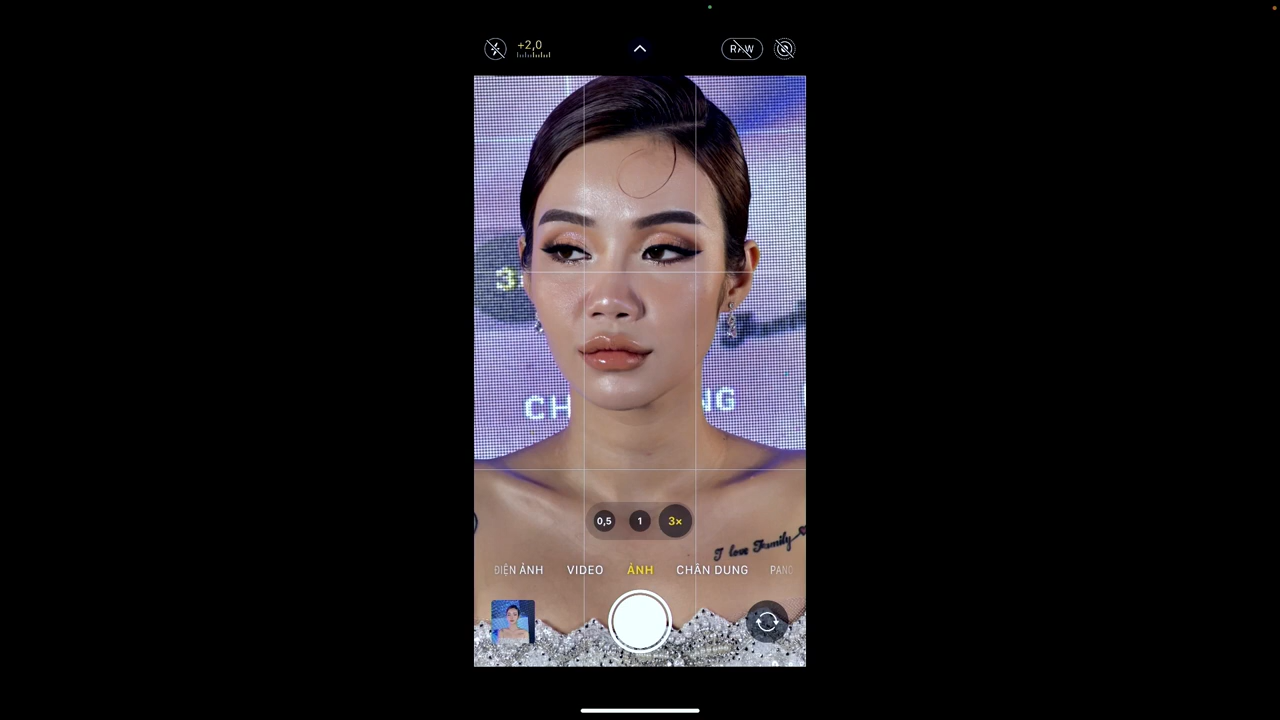 +2,0
RAW
3
CH NG
0,5 1 3×
I love Family
ĐIỆN ẢNH VIDEO ẢNH CHÂN DUNG PANO